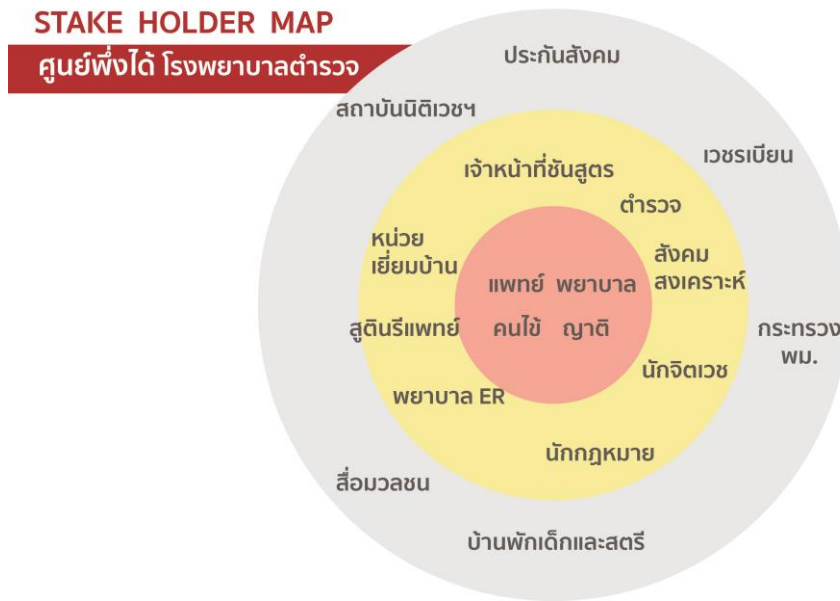 STAKE HOLDER MAP
ศูนย์พึ่งได้ โรงพยาบาลตำรวจ
ประกันสังคม
สถาบันนิติเวชฯ
เวชรเบียน
เจ้าหน้าที่ชันสูตร
ตำรวจ
หน่วย
เยี่ยมบ้าน
สังคม
สงเคราะห์
แพทย์ พยาบาล
คนไข้ ญาติ
สูตินรีแพทย์
กระทรวง
พม.
นักจิตเวช
พยาบาล ER
นักกฎหมาย
สื่อมวลชน
บ้านพักเด็กและสตรี